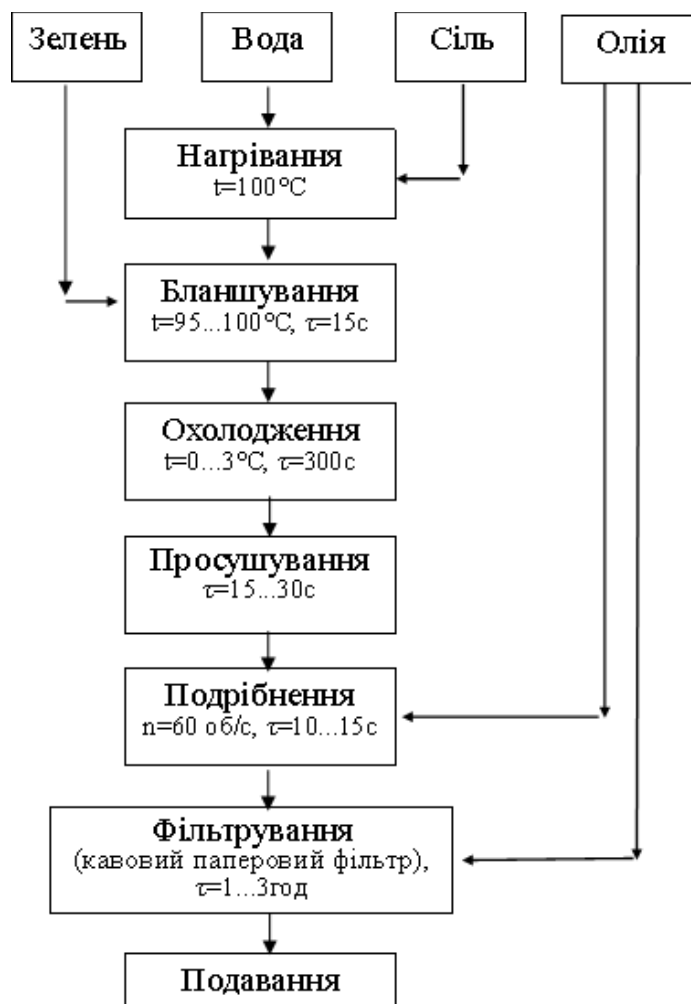 Зелень
Вода
Сіль
Олія
Нагрівання
t=100°С
Бланшування
t=95...100°С, τ=15с
Охолодження
t=0...3°С, τ=300с
Просушування
τ=15...30с
Подрібнення
n=60 об/с, τ=10...15с
Фільтрування
(кавовий паперовий фільтр),
τ=1...3год
Подавання